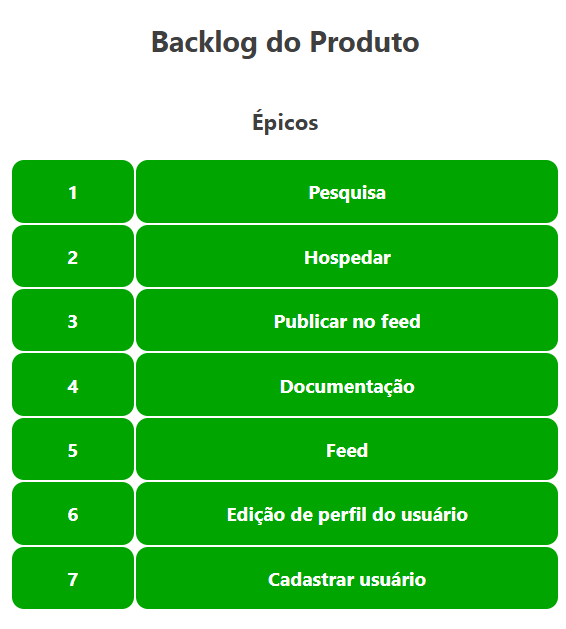 Backlog do Produto
Épicos
1 Pesquisa
2 Hospedar
3 Publicar no feed
4 Documentação
5 Feed
6 Edição de perfil do usuário
7 Cadastrar usuário